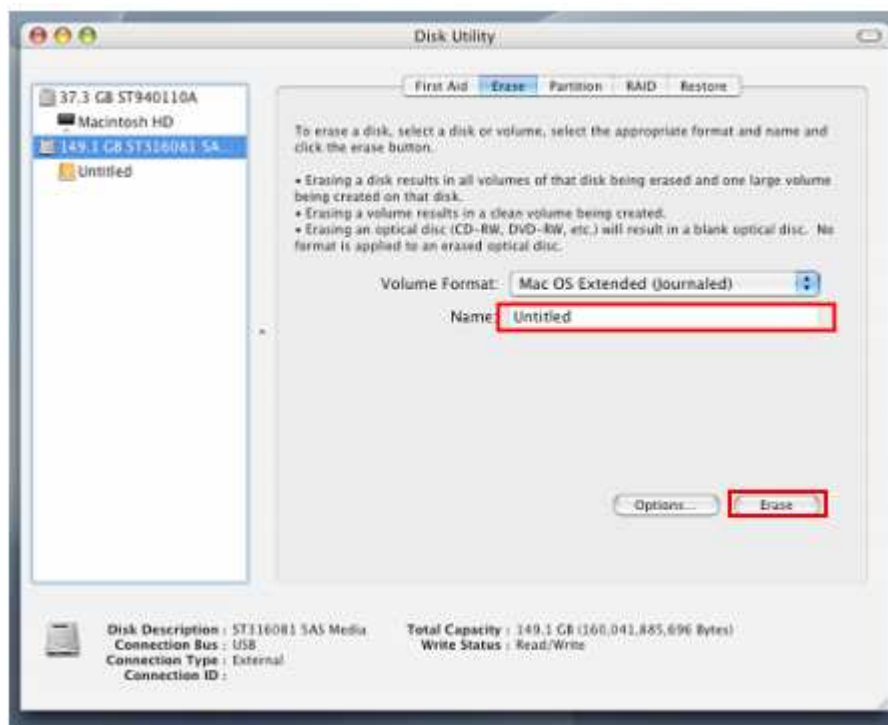 Disk Utility
37.3 GB ST940110A
Macintosh HD
149.1 GB ST316081 SA...
Untitled
First Aid Erase Partition RAID Restore
To erase a disk, select a disk or volume, select the appropriate format and name and
click the erase button.
• Erasing a disk results in all volumes of that disk being erased and one large volume
being created on that disk.
• Erasing a volume results in a clean volume being created.
• Erasing an optical disc (CD-RW, DVD-RW, etc.) will result in a blank optical disc. No
format is applied to an erased optical disc.
Volume Format: Mac OS Extended (Journaled)
Name: Untitled
Options... Erase
Disk Description : ST316081 SAS Media
Connection Bus : USB
Connection Type : External
Connection ID :
Total Capacity : 149.1 GB (160,041,885,696 Bytes)
Write Status : Read/Write